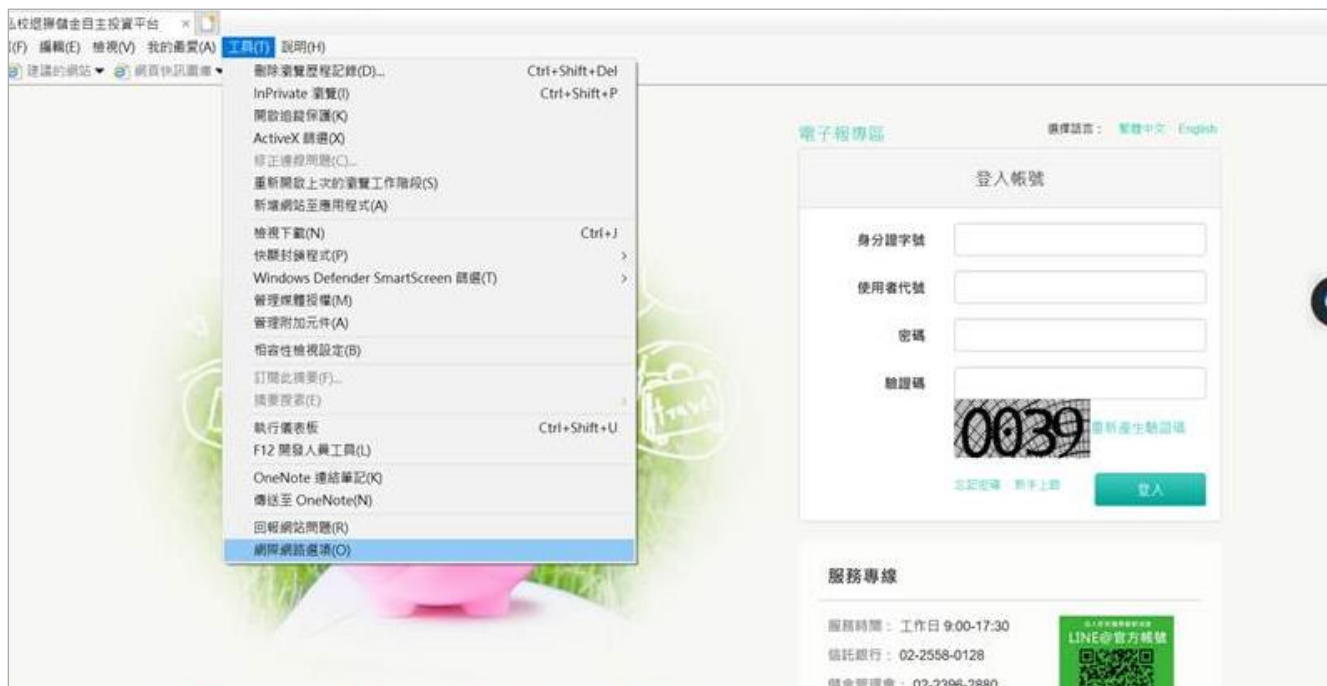 私校退撫儲金自主投資平台
(F) 編輯(E) 檢視(V) 我的最愛(A) 工具(T) 說明(H)
建議的網站 網頁快訊圖庫
刪除瀏覽歷程記錄(D)... Ctrl+Shift+Del
InPrivate 瀏覽(I) Ctrl+Shift+P
開啟追蹤保護(K)
ActiveX 篩選(X)
修正連線問題(C)...
重新開啟上次的瀏覽工作階段(S)
新增網站至應用程式(A)
檢視下載(N) Ctrl+J
快顯封鎖程式(P)
Windows Defender SmartScreen 篩選(T)
管理媒體授權(M)
管理附加元件(A)
相容性檢視設定(B)
訂閱此摘要(F)...
摘要探索(E)
執行儀表板 Ctrl+Shift+U
F12 開發人員工具(L)
OneNote 連結筆記(K)
傳送至 OneNote(N)
回報網站問題(R)
網際網路選項(O)
travel
電子報專區
選擇語言： 繁體中文 English
登入帳號
身分證字號
使用者代號
密碼
驗證碼
0039 重新產生驗證碼
忘記密碼 新手上路 登入
服務專線
服務時間： 工作日 9:00-17:30
信託銀行： 02-2558-0128
儲金管理會： 02-2396-2880
LINE@官方帳號